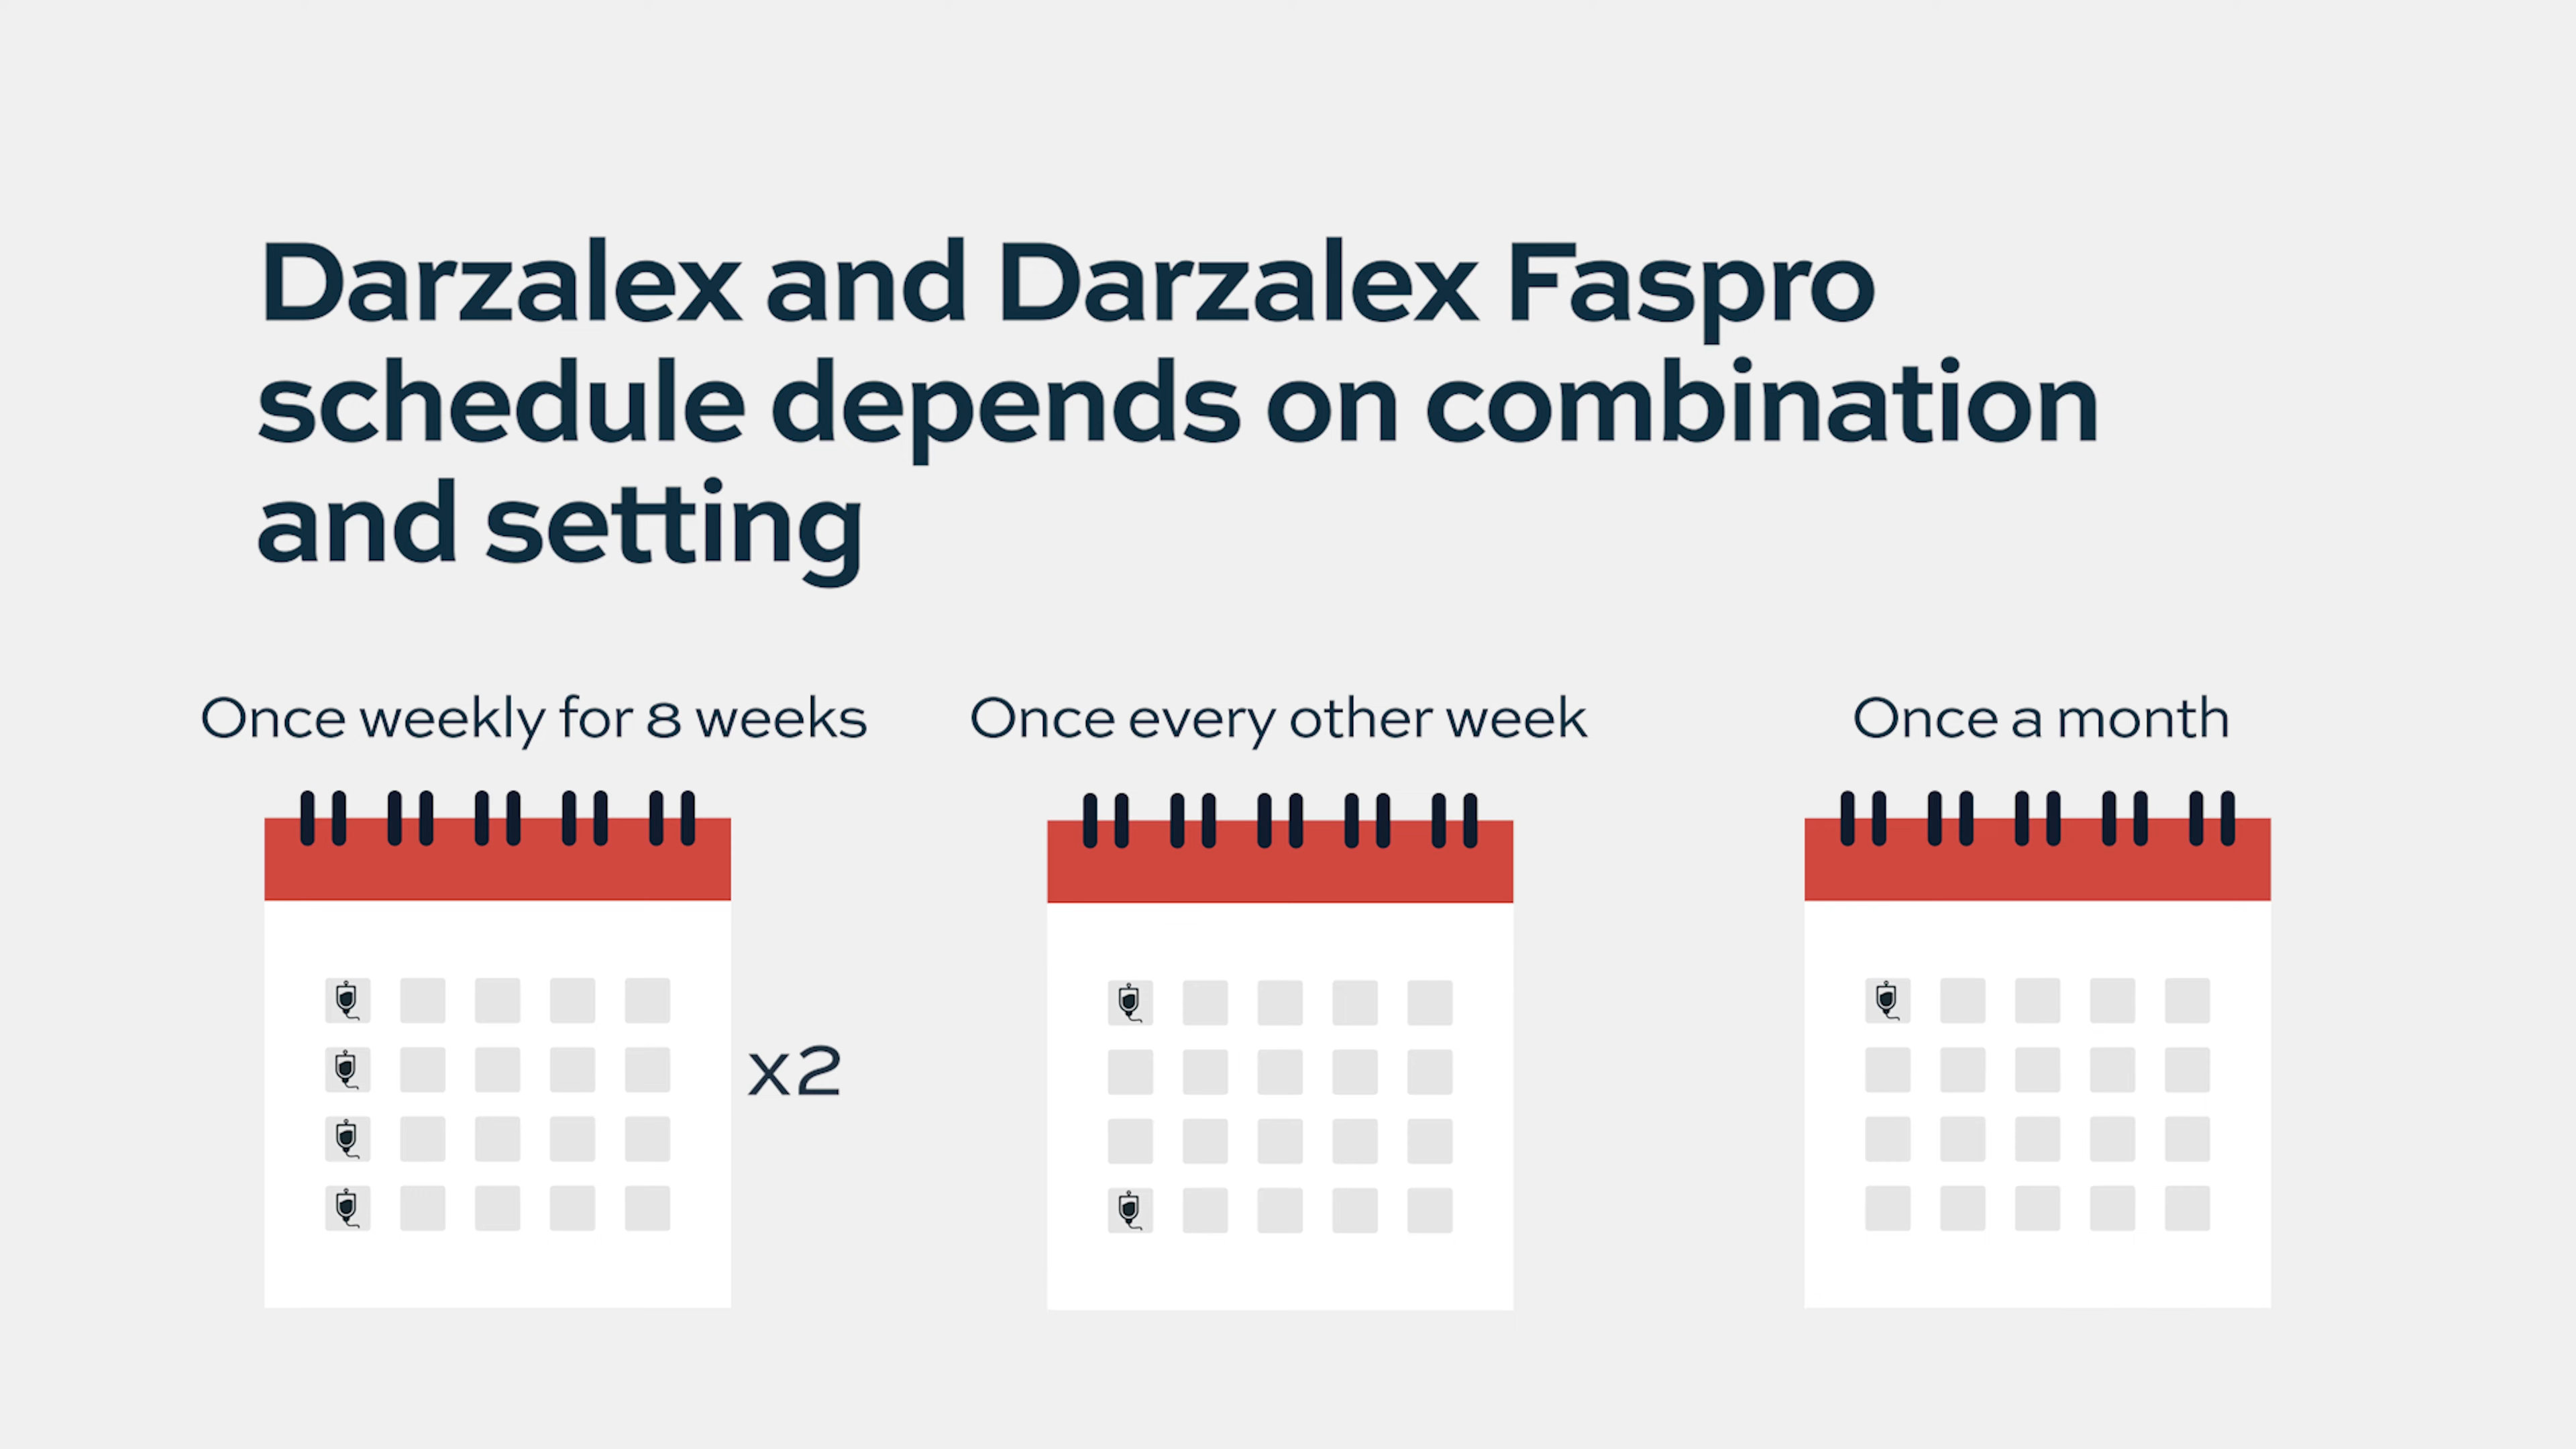 Darzalex and Darzalex Faspro
schedule depends on combination
and setting
Once weekly for 8 weeks
Once every other week
Once a month
x2